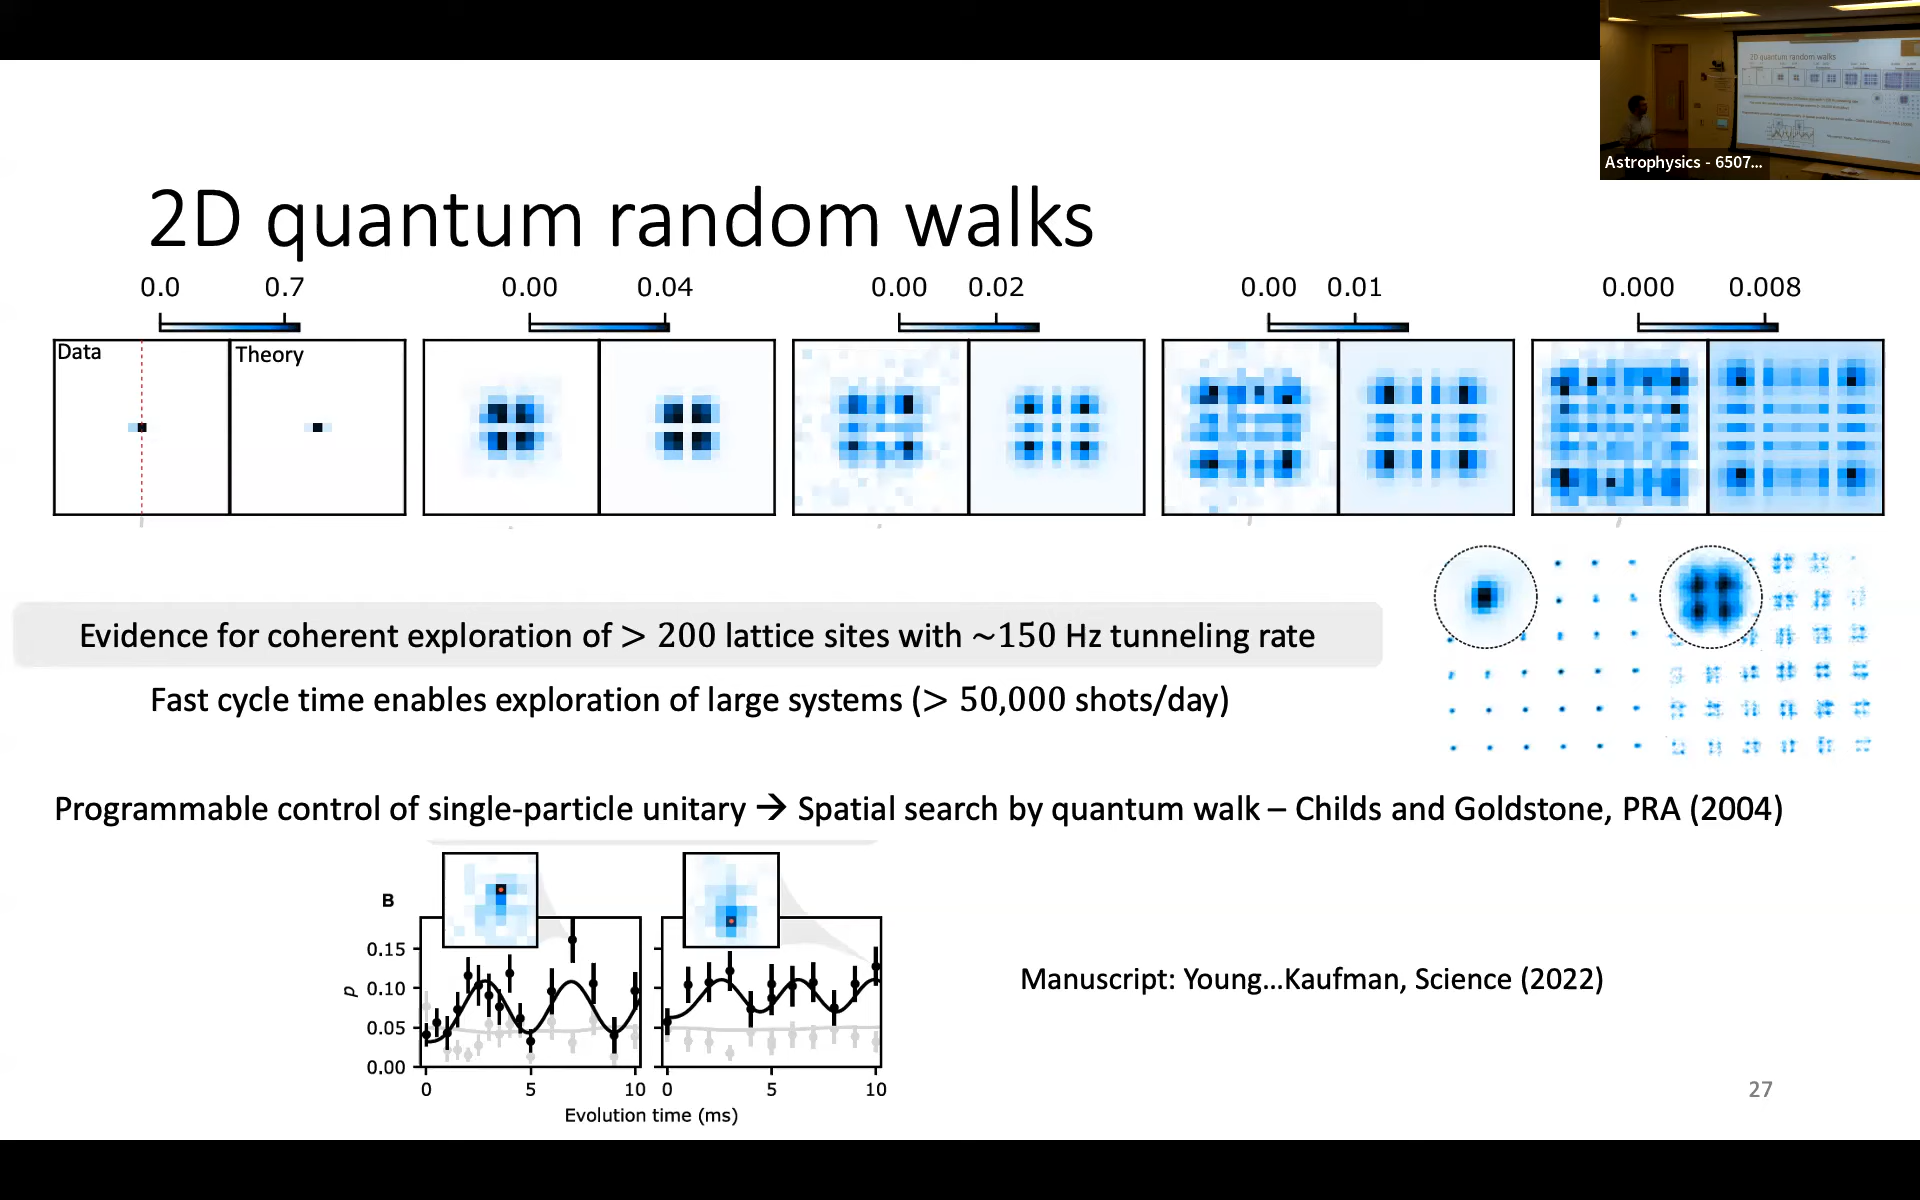 Astrophysics - 6507...
2D quantum random walks
0.0 0.7 0.00 0.04 0.00 0.02 0.00 0.01 0.000 0.008
Data Theory
Evidence for coherent exploration of > 200 lattice sites with ~150 Hz tunneling rate
Fast cycle time enables exploration of large systems (> 50,000 shots/day)
Programmable control of single-particle unitary → Spatial search by quantum walk – Childs and Goldstone, PRA (2004)
B
0.15
p 0.10
0.05
0.00
0 5 10 0 5 10
Evolution time (ms)
Manuscript: Young...Kaufman, Science (2022)
27